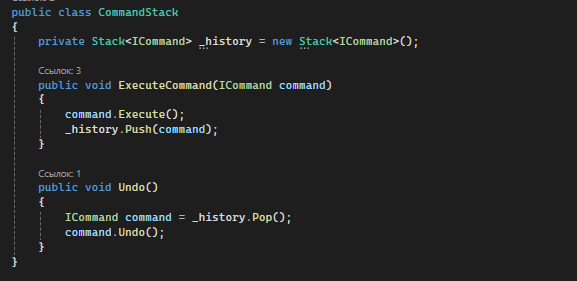 public class CommandStack
{
private Stack<ICommand> _history = new Stack<ICommand>();
Ссылок: 3
public void ExecuteCommand(ICommand command)
{
command.Execute();
_history.Push(command);
}
Ссылок: 1
public void Undo()
{
ICommand command = _history.Pop();
command.Undo();
}
}